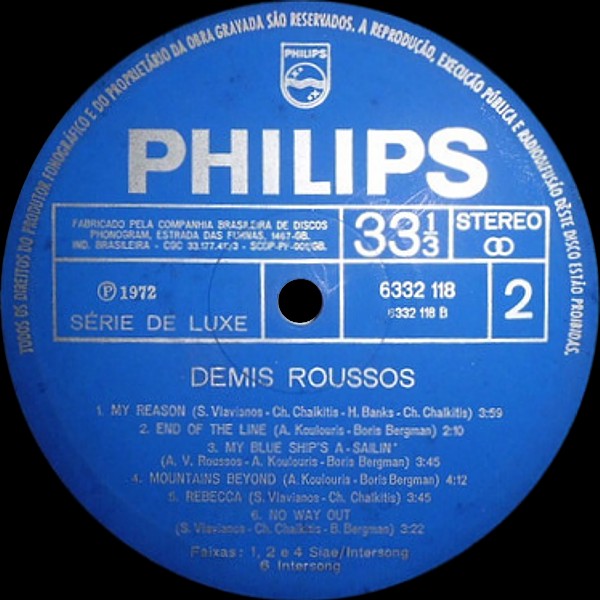 TODOS OS DIREITOS DO PRODUTOR FONOGRÁFICO E DO PROPRIETÁRIO DA OBRA GRAVADA SÃO RESERVADOS. A REPRODUÇÃO, EXECUÇÃO PÚBLICA E RADIODIFUSÃO DÊSTE DISCO ESTÃO PROIBIDAS.
PHILIPS
PHILIPS
FABRICADO PELA COMPANHIA BRASILEIRA DE DISCOS
PHONOGRAM, ESTRADA DAS FURNAS, 1467-GB.
IND. BRASILEIRA - CGC
33 1/3
STEREO
Ⓟ 1972
SÉRIE DE LUXE
6332 118
6332 118 B
2
DEMIS ROUSSOS
1. MY REASON (S. Vlavianos - Ch. Chalkitis - H. Banks - Ch. Chalkitis) 3:59
2. END OF THE LINE (A. Koulouris - Boris Bergman) 2:10
3. MY BLUE SHIP'S A - SAILIN'
(A. V. Roussos - A. Koulouris - Boris Bergman) 3:45
4. MOUNTAINS BEYOND (A. Koulouris - Boris Bergman) 4:12
5. REBECCA (S. Vlavianos - Ch. Chalkitis) 3:45
6. NO WAY OUT
(S. Vlavianos - Ch. Chalkitis - B. Bergman) 3:22
Faixas: 1, 2 e 4 Siae/Intersong
6 Intersong